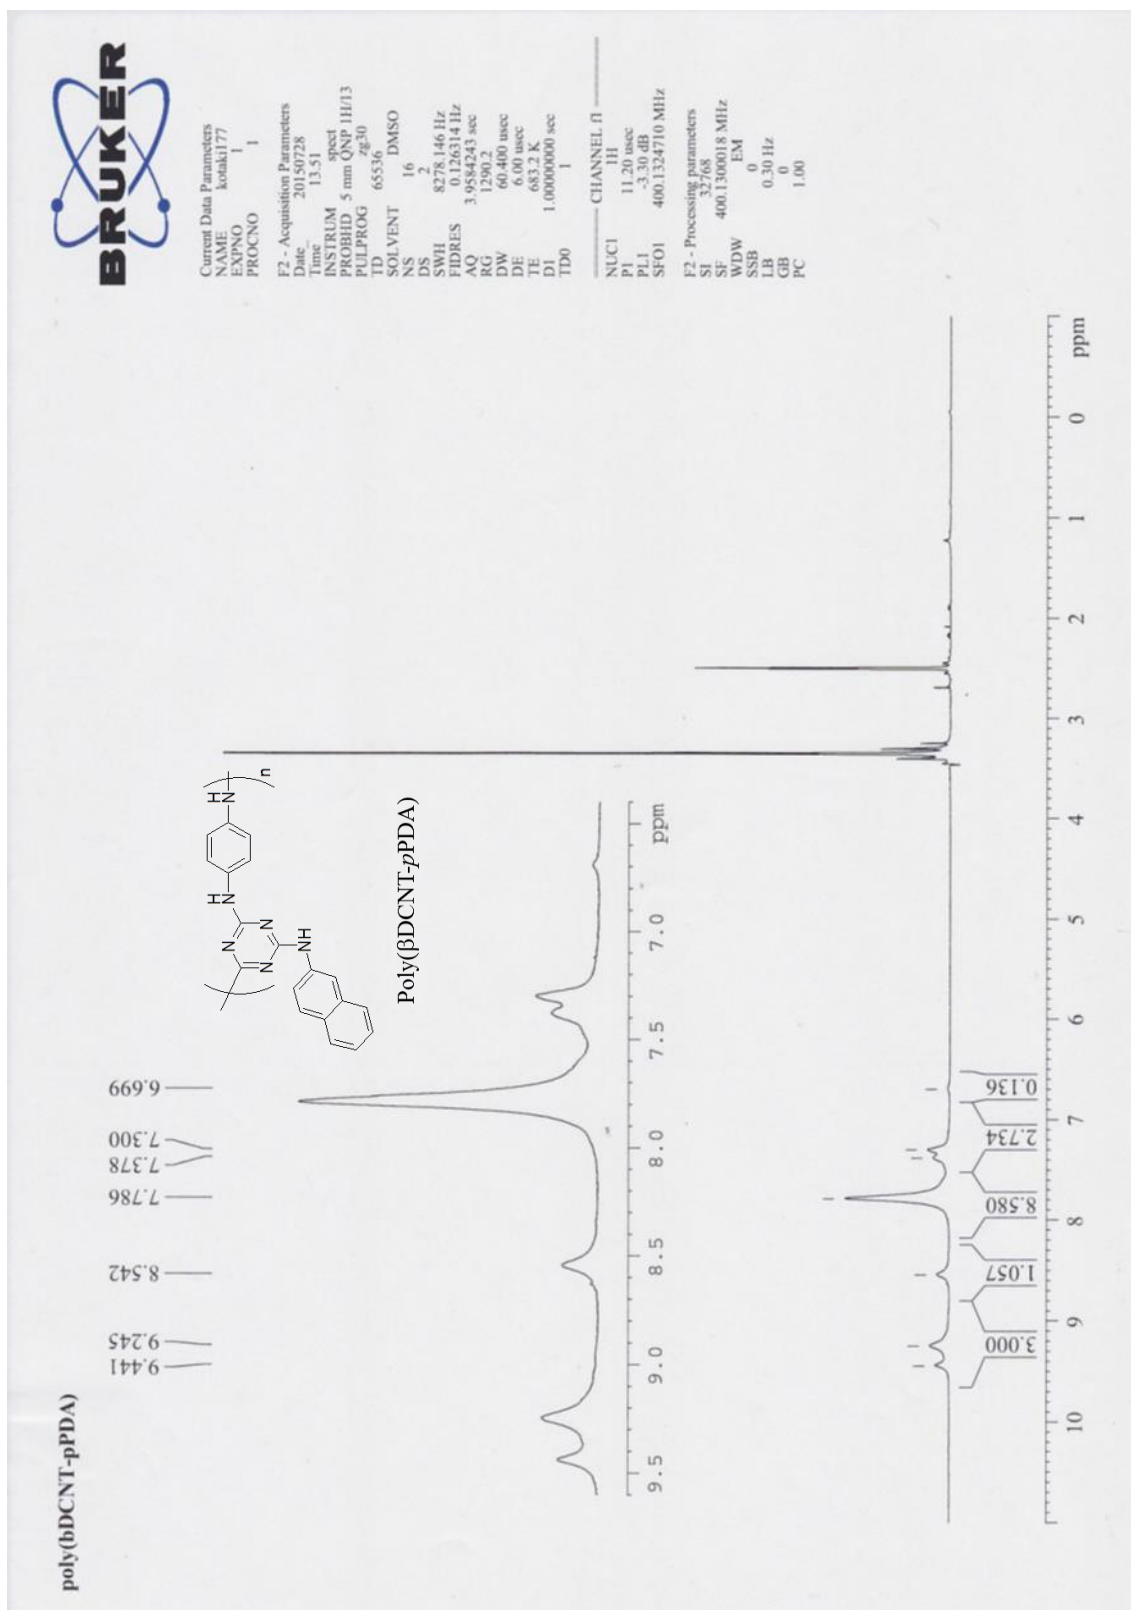 poly(bDCNT-pPDA)
BRUKER
Current Data Parameters
NAME kotaki177
EXPNO 1
PROCNO 1
F2 - Acquisition Parameters
Date_ 20150728
Time 13.51
INSTRUM spect
PROBHD 5 mm QNP 1H/13
PULPROG zg30
TD 65536
SOLVENT DMSO
NS 16
DS 2
SWH 8278.146 Hz
FIDRES 0.126314 Hz
AQ 3.9584243 sec
RG 1290.2
DW 60.400 usec
DE 6.00 usec
TE 683.2 K
D1 1.00000000 sec
TD0 1
CHANNEL f1
NUC1 1H
P1 11.20 usec
PL1 -3.30 dB
SFO1 400.1324710 MHz
F2 - Processing parameters
SI 32768
SF 400.1300018 MHz
WDW EM
SSB 0
LB 0.30 Hz
GB 0
PC 1.00
9.441
9.245
8.542
7.786
7.378
7.300
6.699
H
N
N
N
N
N
H
H
N
n
Poly(βDCNT-pPDA)
9.5 9.0 8.5 8.0 7.5 7.0 ppm
3.000
1.057
8.580
2.734
0.136
10 9 8 7 6 5 4 3 2 1 0 ppm